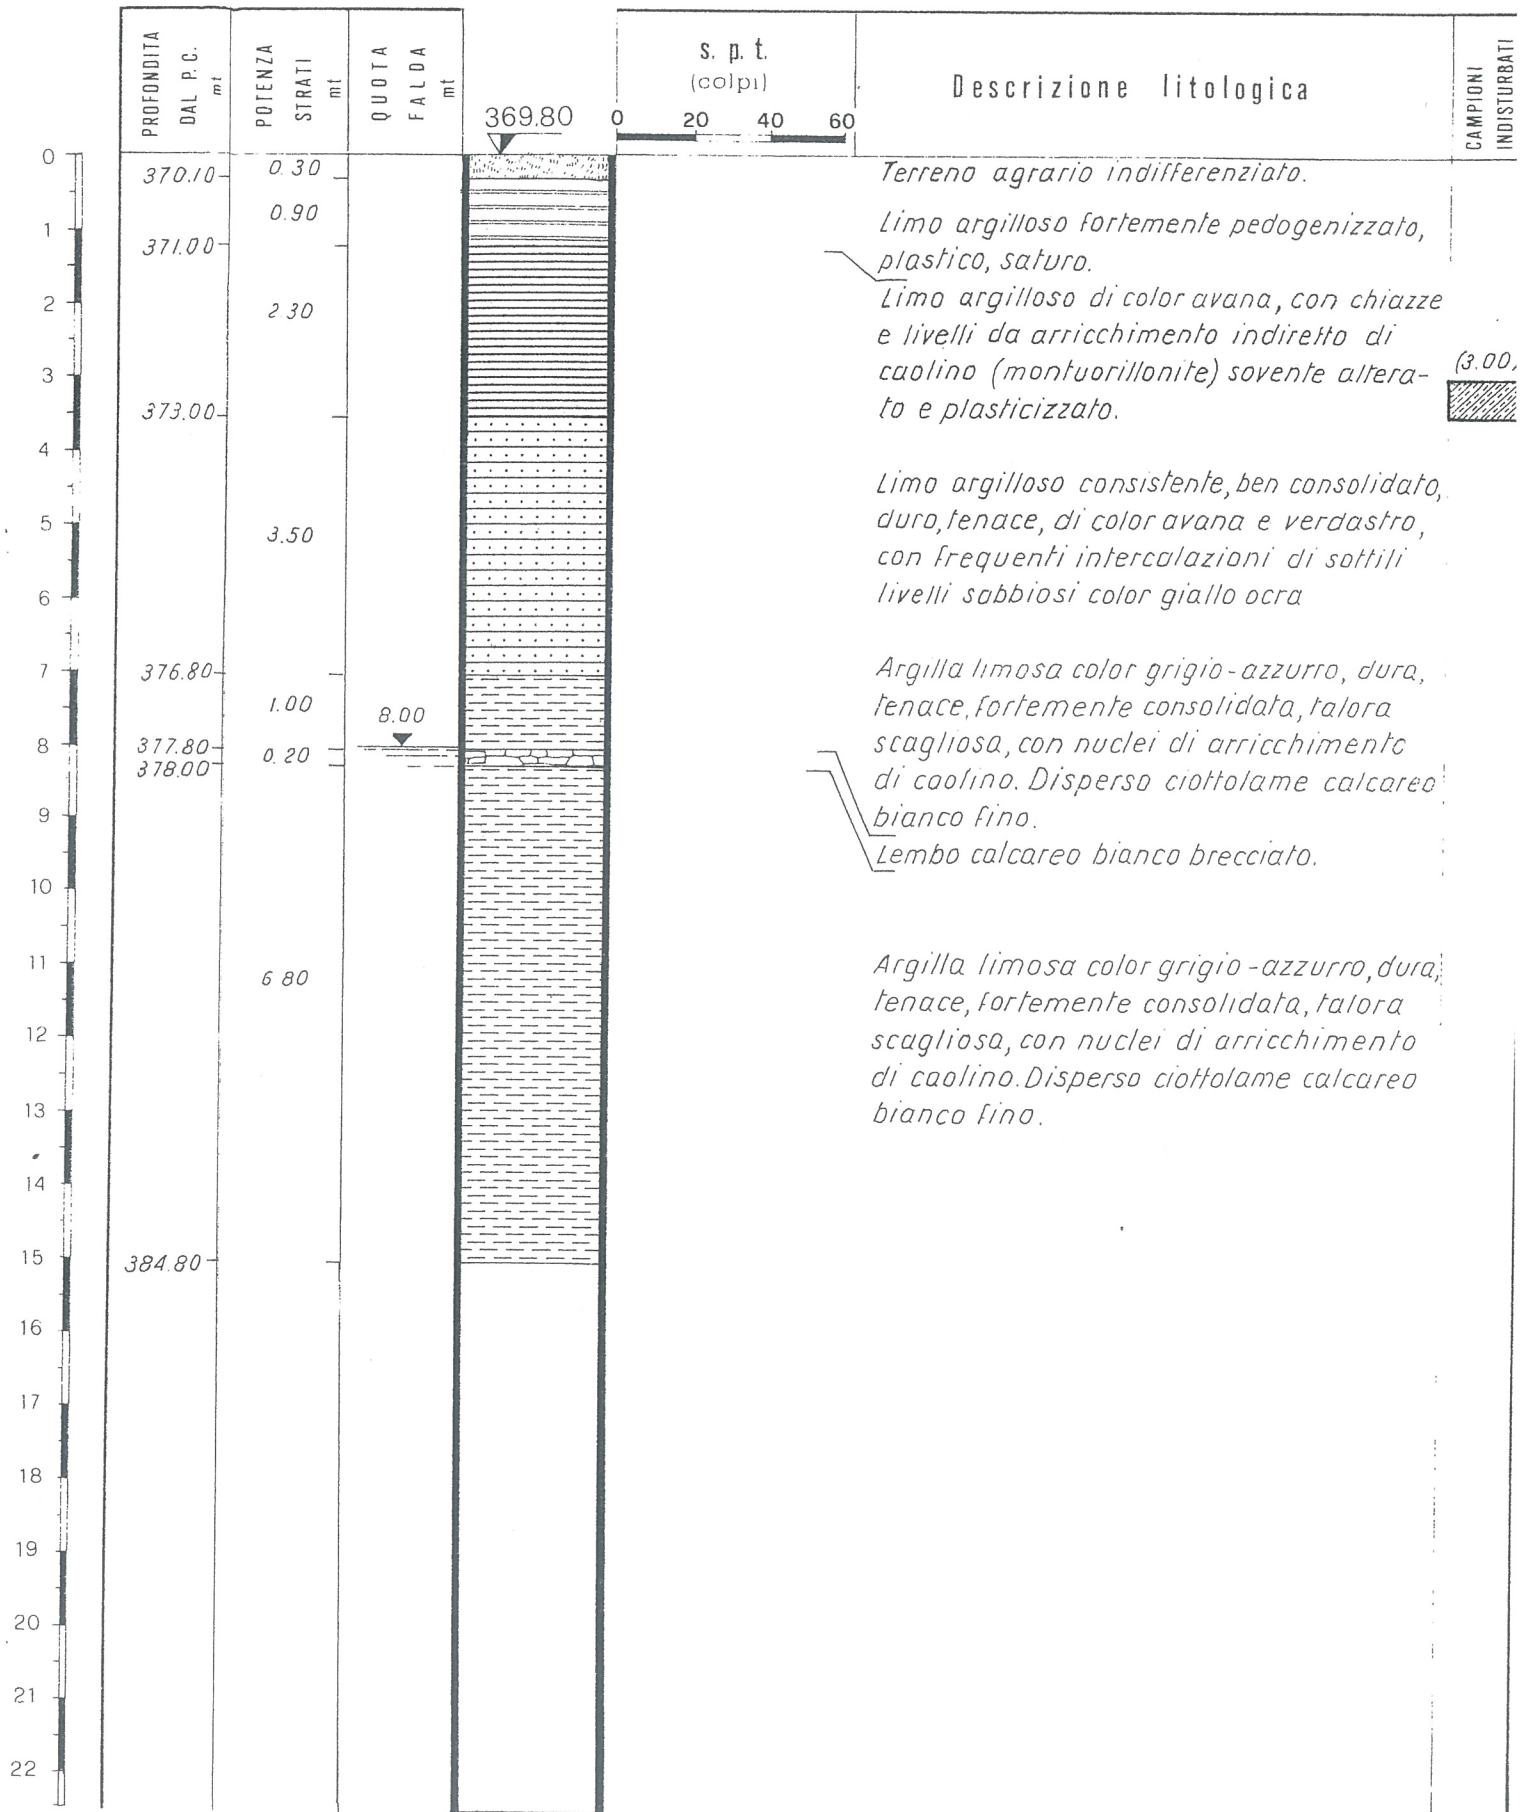 PROFONDITA
DAL P.C.
mt
POTENZA
STRATI
mt
QUOTA
FALDA
mt
369.80
s. p. t.
(colpi)
0 20 40 60
Descrizione litologica
CAMPIONI
INDISTURBATI
0
370.10
0.30
Terreno agrario indifferenziato.
0.90
1
371.00
Limo argilloso fortemente pedogenizzato,
plastico, saturo.
2
2.30
Limo argilloso di color avana, con chiazze
e livelli da arricchimento indiretto di
caolino (montuorillonite) sovente altera-
to e plasticizzato.
3
(3.00)
373.00
4
Limo argilloso consistente, ben consolidato,
duro, tenace, di color avana e verdastro,
con frequenti intercalazioni di sottili
livelli sabbiosi color giallo ocra
5
3.50
6
7
376.80
1.00
8.00
Argilla limosa color grigio-azzurro, dura,
tenace, fortemente consolidata, talora
scagliosa, con nuclei di arricchimento
di caolino. Disperso ciottolame calcareo
bianco fino.
8
377.80
0.20
378.00
Lembo calcareo bianco brecciato.
9
10
11
6.80
Argilla limosa color grigio-azzurro, dura,
tenace, fortemente consolidata, talora
scagliosa, con nuclei di arricchimento
di caolino. Disperso ciottolame calcareo
bianco fino.
12
13
14
15
384.80
16
17
18
19
20
21
22